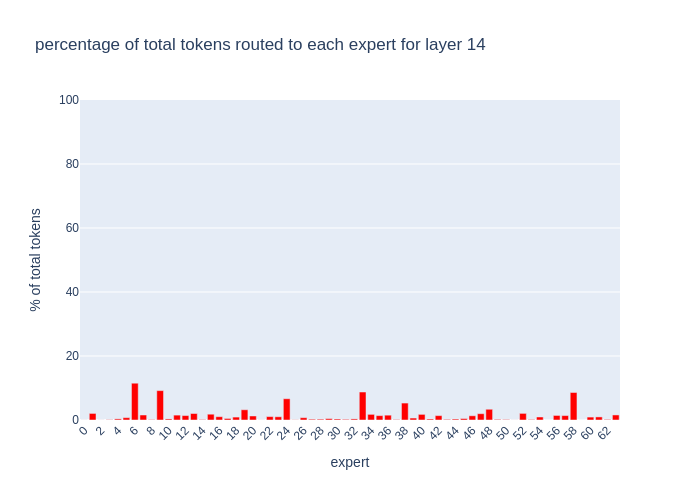 percentage of total tokens routed to each expert for layer 14
100
80
60
40
20
0
% of total tokens
0 2 4 6 8 10 12 14 16 18 20 22 24 26 28 30 32 34 36 38 40 42 44 46 48 50 52 54 56 58 60 62
expert